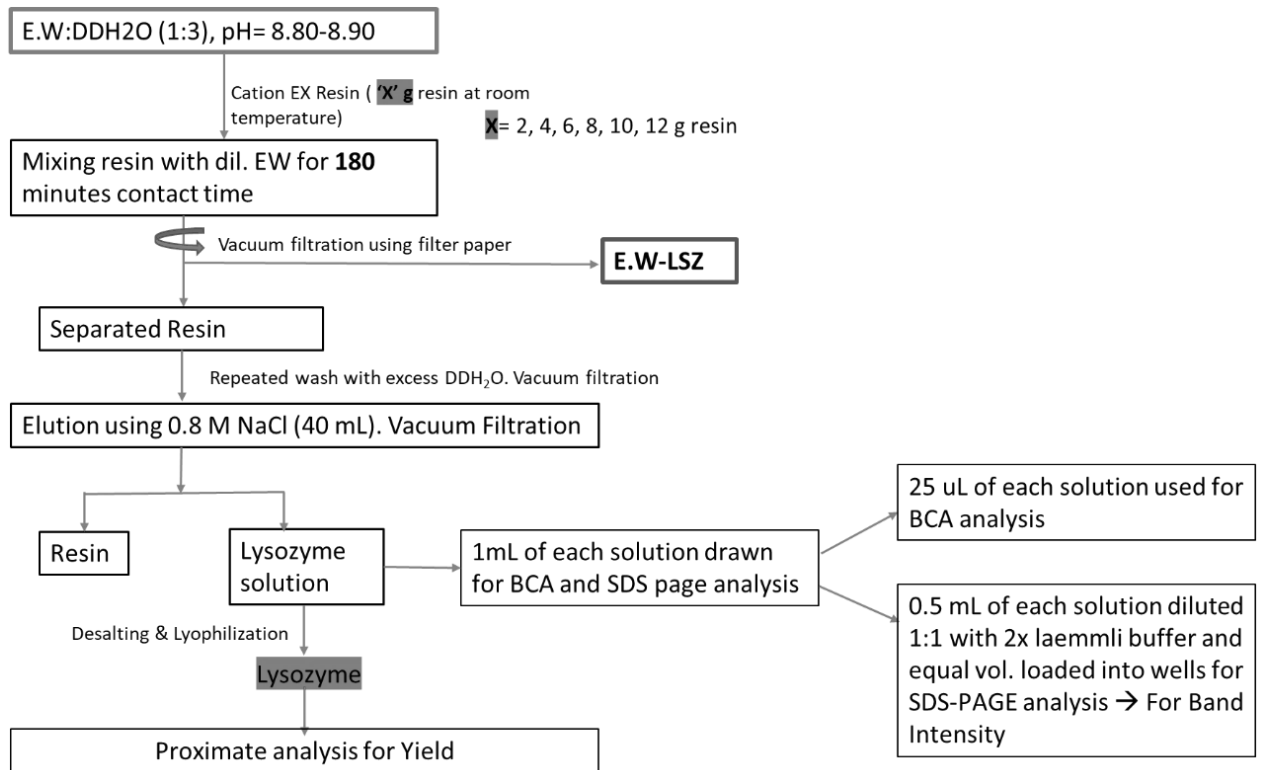 E.W:DDH2O (1:3), pH= 8.80-8.90
Cation EX Resin ( ‘X’ g resin at room
temperature)
X= 2, 4, 6, 8, 10, 12 g resin
Mixing resin with dil. EW for 180
minutes contact time
Vacuum filtration using filter paper
E.W-LSZ
Separated Resin
Repeated wash with excess DDH₂O. Vacuum filtration
Elution using 0.8 M NaCl (40 mL). Vacuum Filtration
Resin
Lysozyme
solution
1mL of each solution drawn
for BCA and SDS page analysis
25 uL of each solution used for
BCA analysis
0.5 mL of each solution diluted
1:1 with 2x laemmli buffer and
equal vol. loaded into wells for
SDS-PAGE analysis → For Band
Intensity
Desalting & Lyophilization
Lysozyme
Proximate analysis for Yield